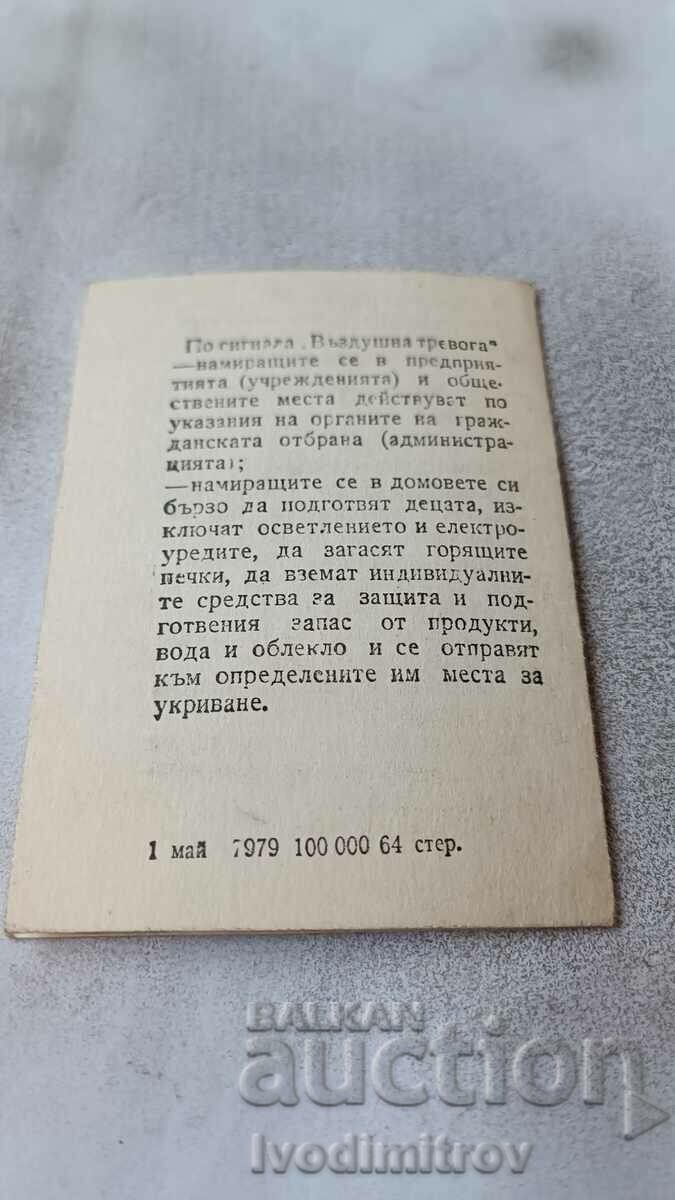 По сигнала „Въздушна тревога“
—намиращите се в предприя-
тията (учрежденията) и обще-
ствените места действуват по
указания на органите на граж-
данската отбрана (администра-
цията);
—намиращите се в домовете си
бързо да подготвят децата, из-
ключат осветлението и електро-
уредите, да загасят горящите
печки, да вземат индивидуални-
те средства за защита и под-
готвения запас от продукти,
вода и облекло и се отправят
към определените им места за
укриване.
1 май 7979 100 000 64 стер.
BALKAN
auction
Ivodimitrov